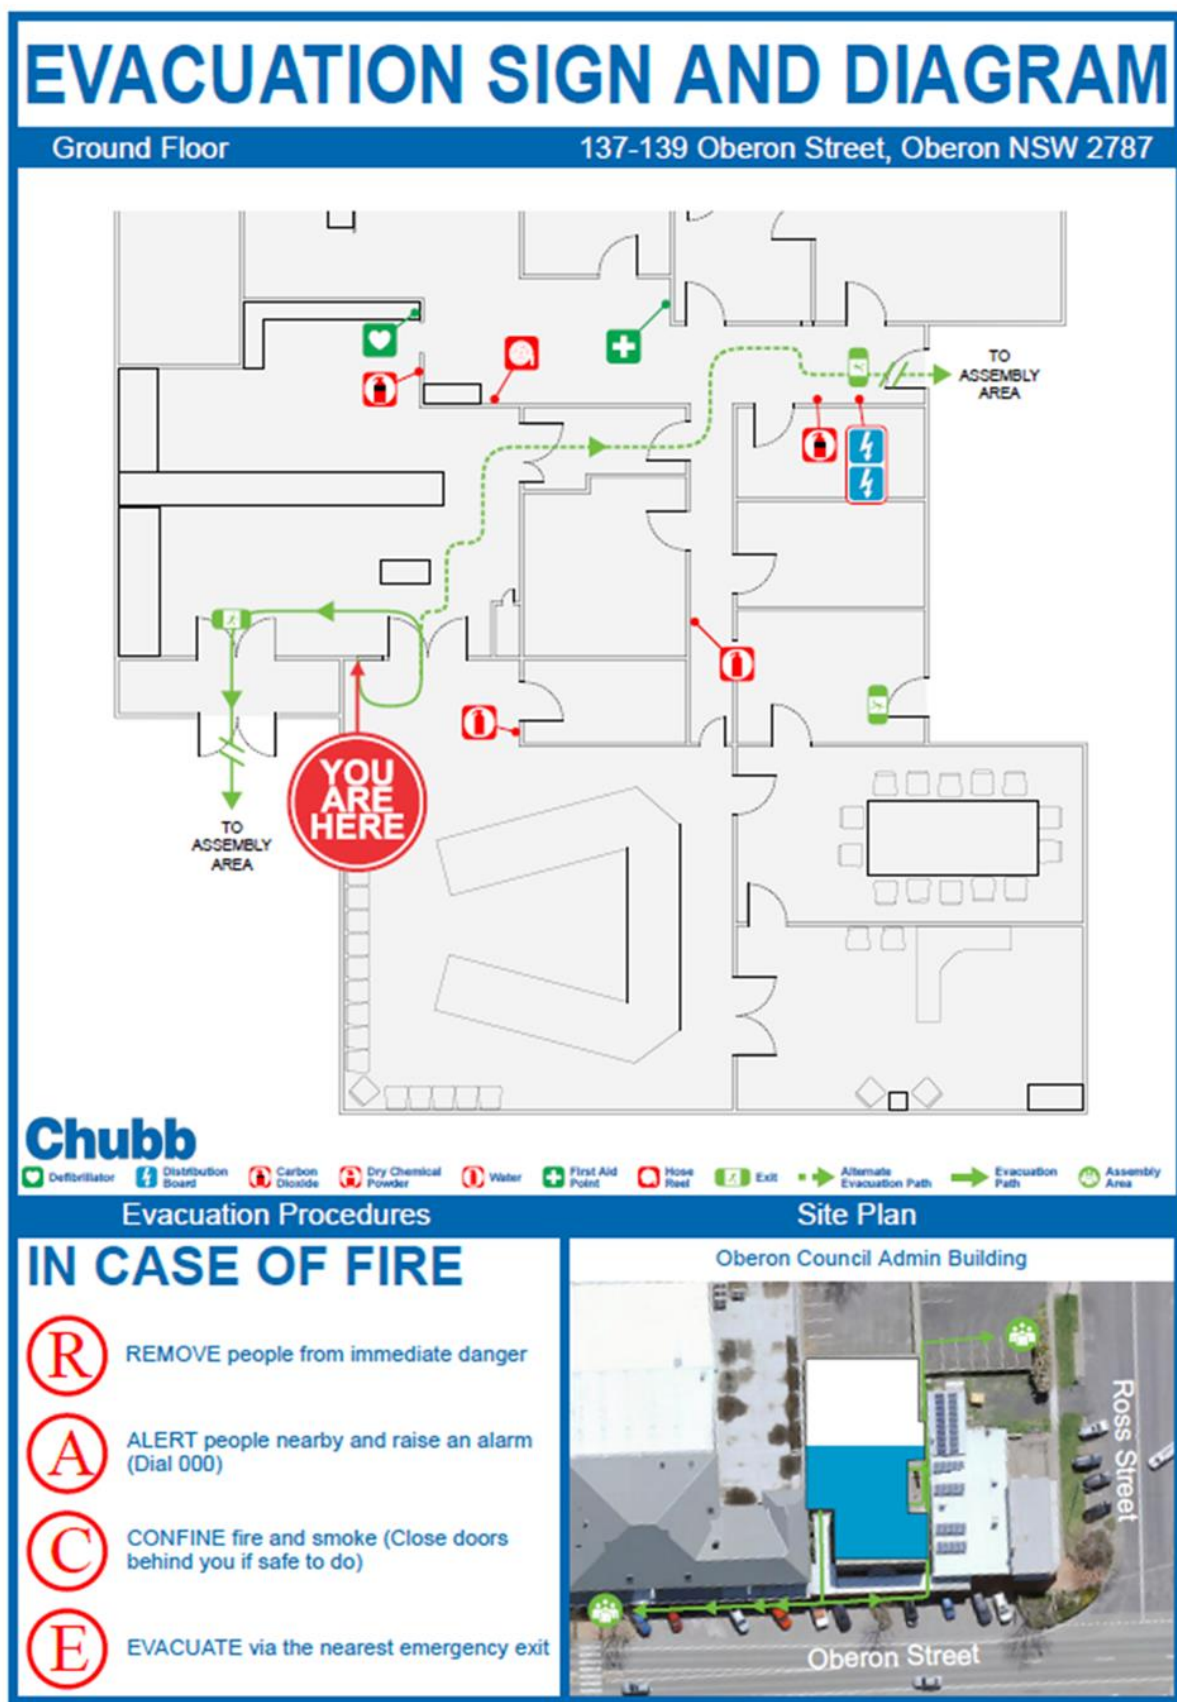 EVACUATION SIGN AND DIAGRAM
Ground Floor
137-139 Oberon Street, Oberon NSW 2787
TO
ASSEMBLY
AREA
YOU
ARE
HERE
TO
ASSEMBLY
AREA
Chubb
Defibrillator
Distribution
Board
Carbon
Dioxide
Dry Chemical
Powder
Water
First Aid
Point
Hose
Reel
Exit
Alternate
Evacuation Path
Evacuation
Path
Assembly
Area
Evacuation Procedures
IN CASE OF FIRE
R
REMOVE people from immediate danger
A
ALERT people nearby and raise an alarm
(Dial 000)
C
CONFINE fire and smoke (Close doors
behind you if safe to do)
E
EVACUATE via the nearest emergency exit
Site Plan
Oberon Council Admin Building
Ross Street
Oberon Street